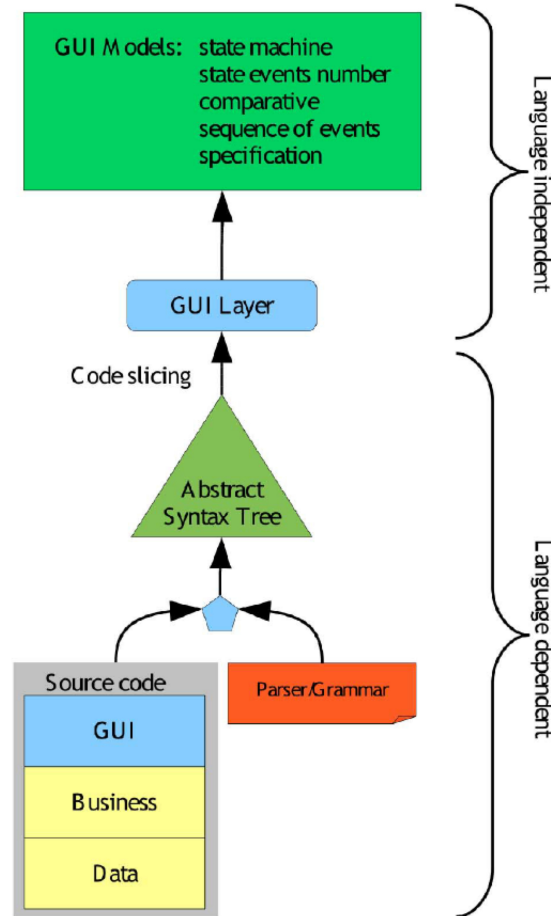 GUI Models: state machine
state events number
comparative
sequence of events
specification
Language independent
GUI Layer
Code slicing
Abstract
Syntax Tree
Language dependent
Source code
Parser/Grammar
GUI
Business
Data